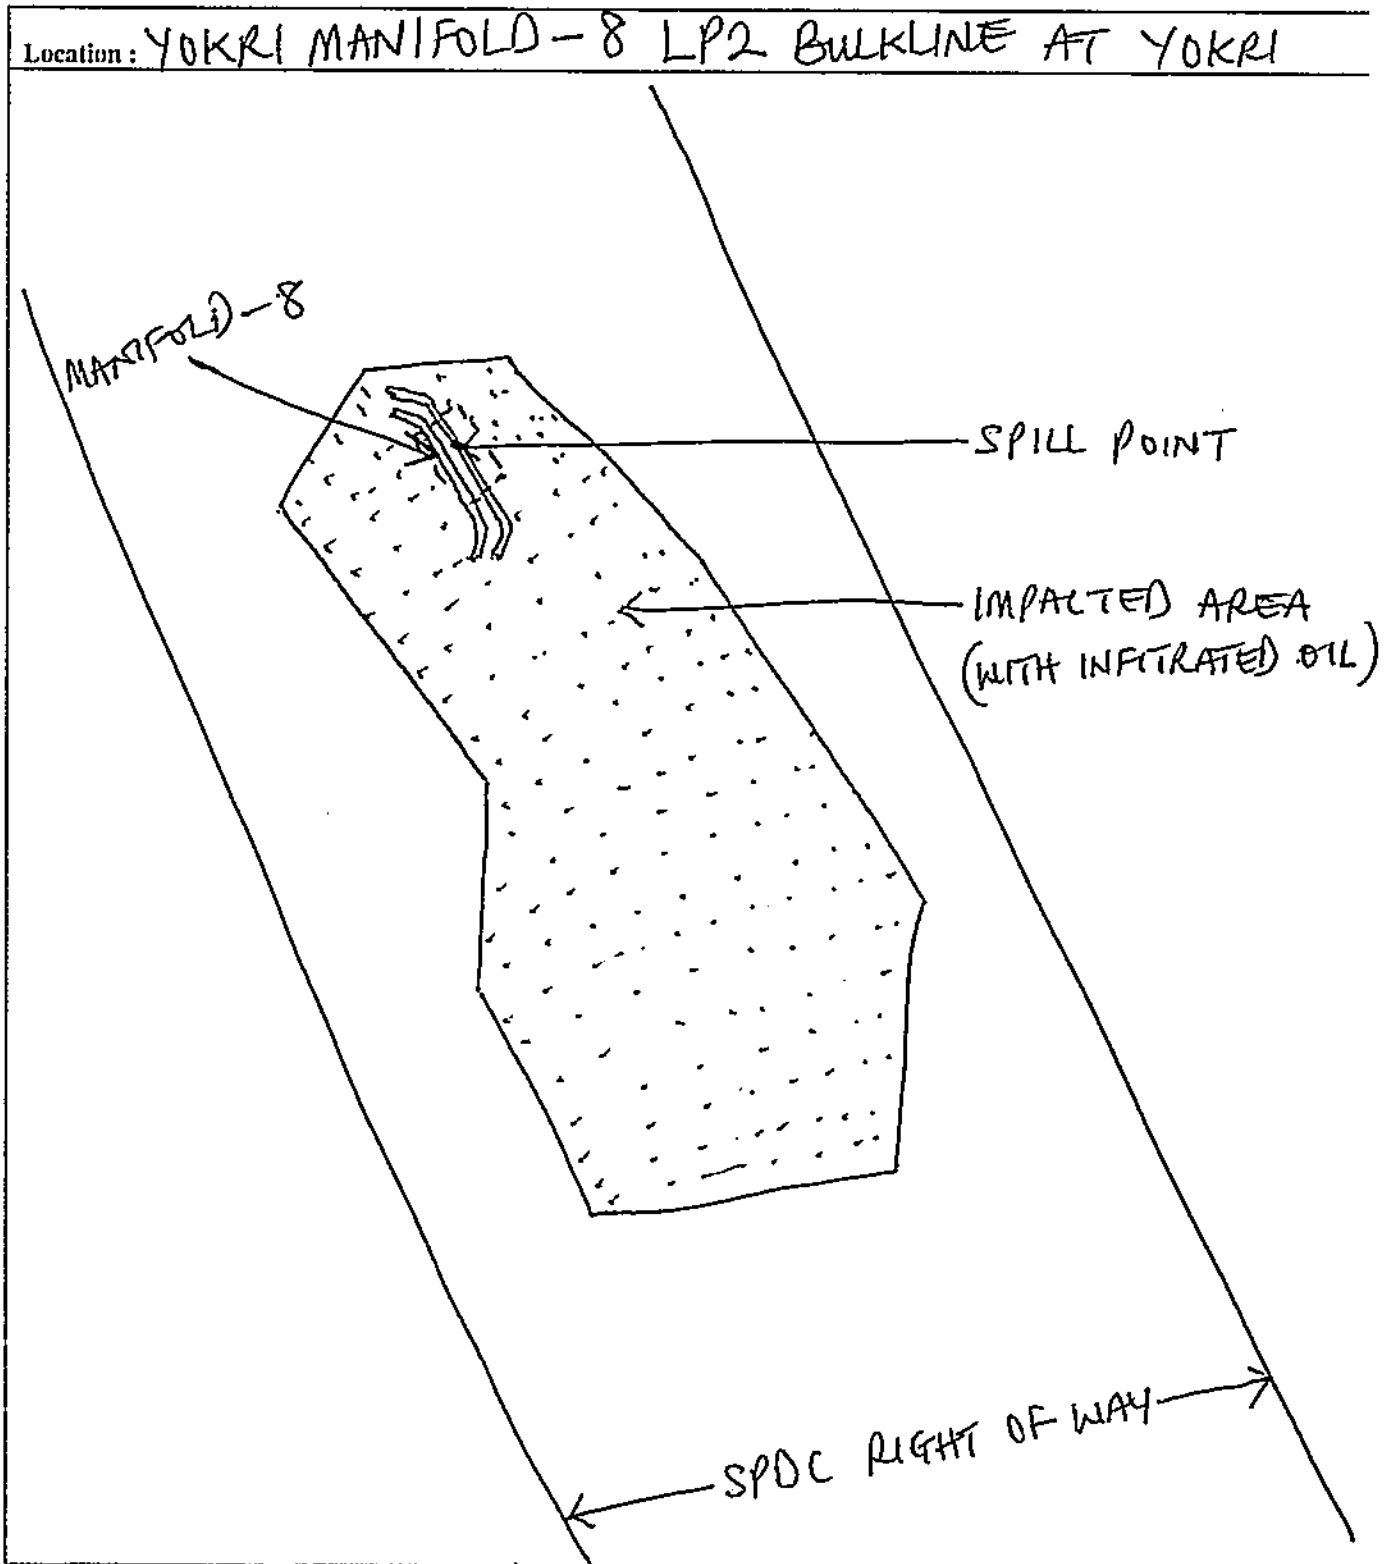 Location: YOKRI MANIFOLD-8 LP2 BULKLINE AT YOKRI
MANIFOLD-8
SPILL POINT
IMPACTED AREA
(WITH INFITRATED OIL)
SPDC RIGHT OF WAY